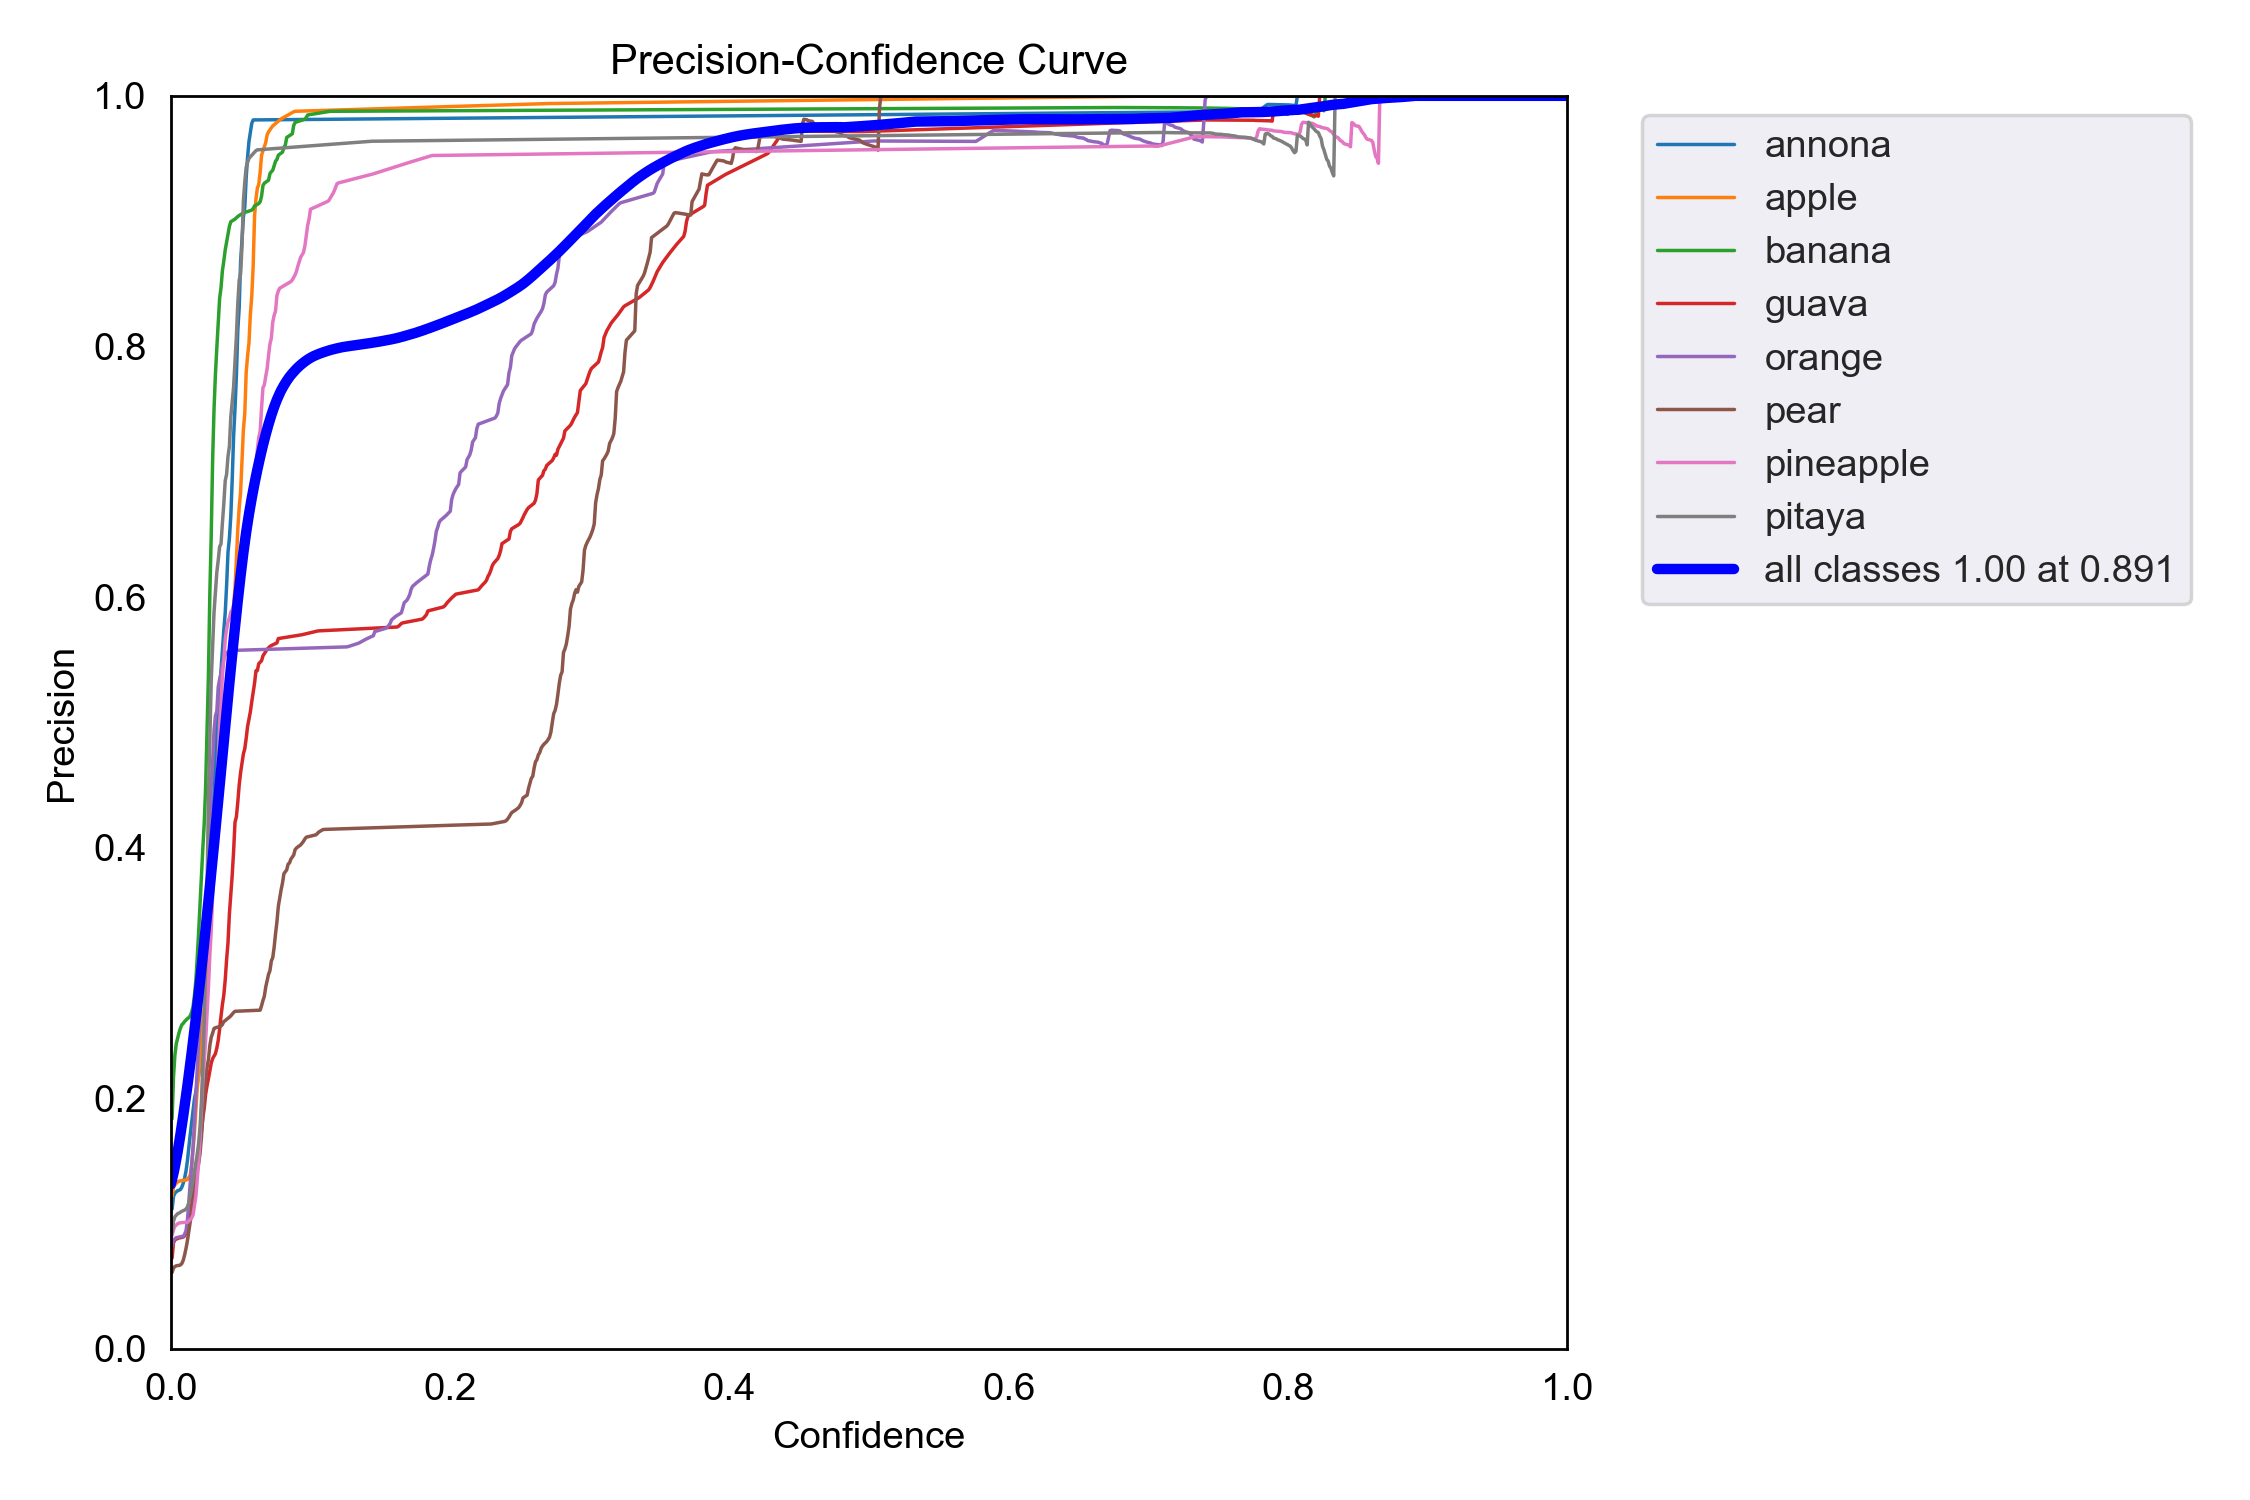 Precision-Confidence Curve
1.0
0.8
0.6
0.4
0.2
0.0
Precision
0.0 0.2 0.4 0.6 0.8 1.0
Confidence
annona
apple
banana
guava
orange
pear
pineapple
pitaya
all classes 1.00 at 0.891